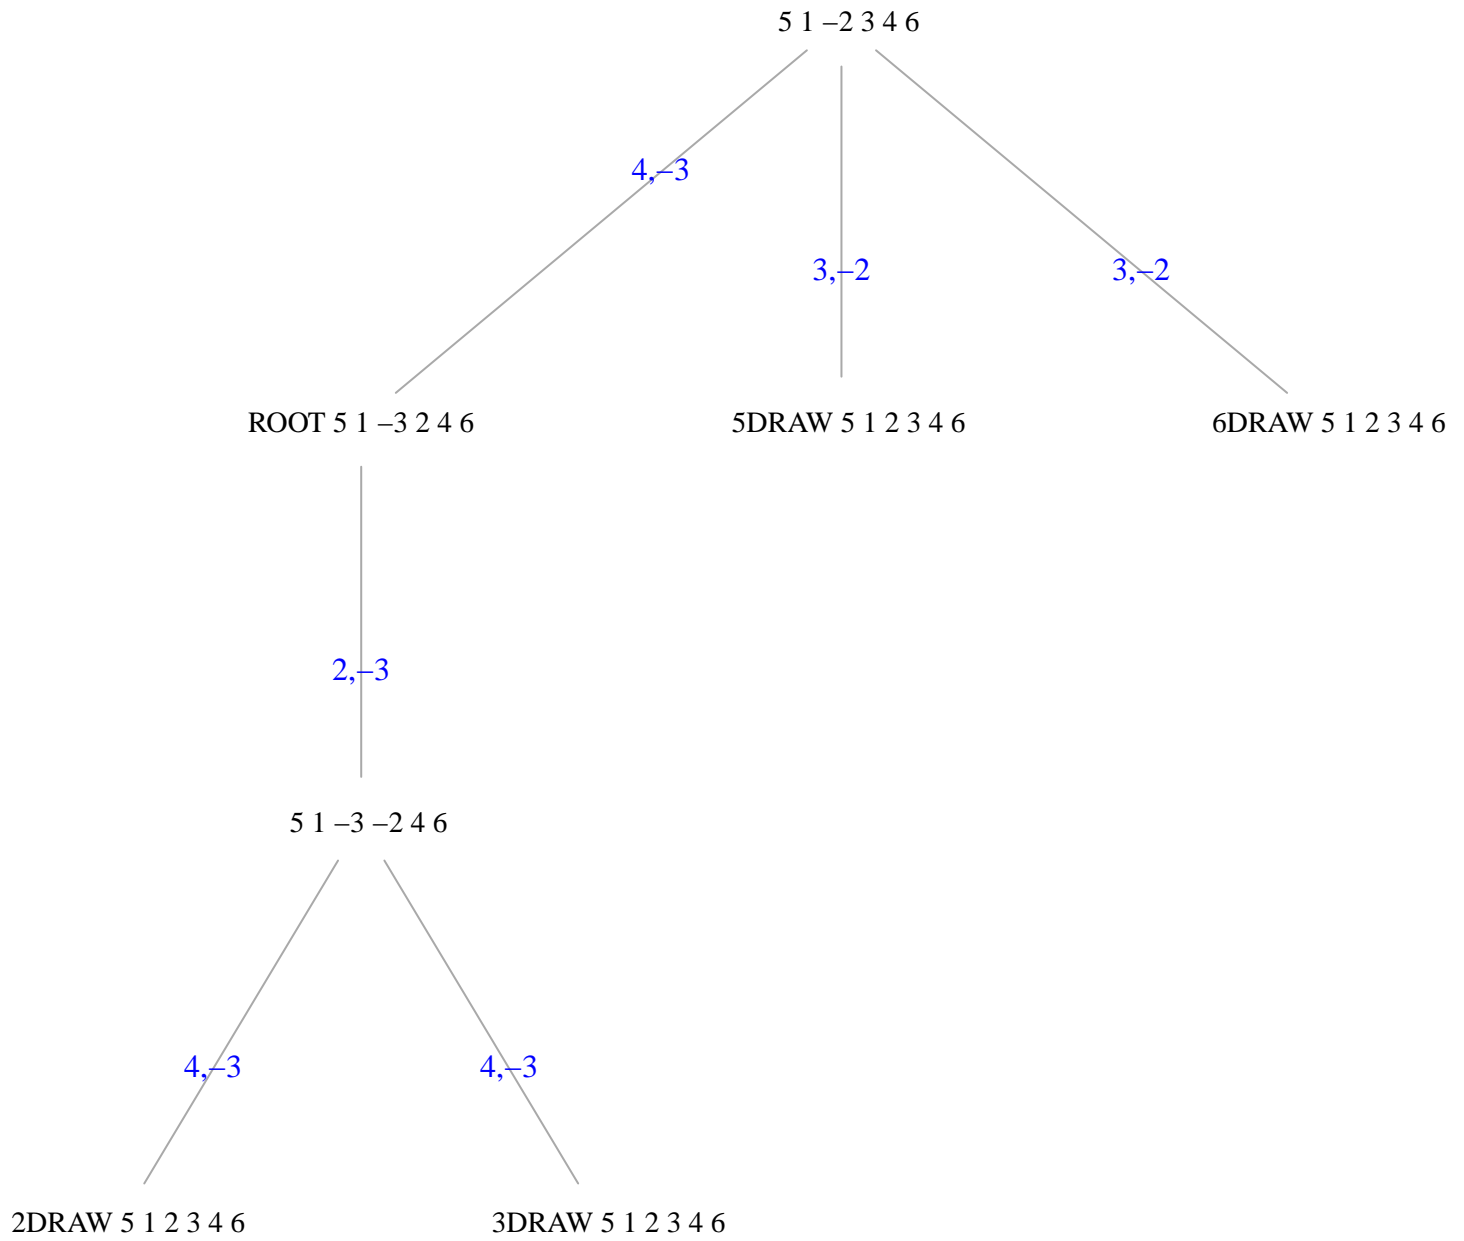 5 1 –2 3 4 6
4,–3
3,–2
3,–2
ROOT 5 1 –3 2 4 6
5DRAW 5 1 2 3 4 6
6DRAW 5 1 2 3 4 6
2,–3
5 1 –3 –2 4 6
4,–3
4,–3
2DRAW 5 1 2 3 4 6
3DRAW 5 1 2 3 4 6